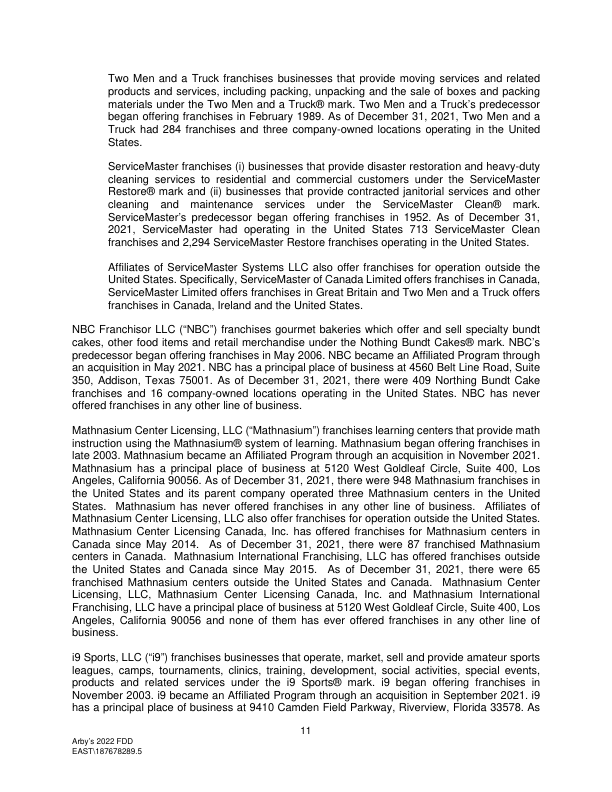 Two Men and a Truck franchises businesses that provide moving services and related
products and services, including packing, unpacking and the sale of boxes and packing
materials under the Two Men and a Truck® mark. Two Men and a Truck's predecessor
began offering franchises in February 1989. As of December 31, 2021, Two Men and a
Truck had 284 franchises and three company-owned locations operating in the United
States.
ServiceMaster franchises (i) businesses that provide disaster restoration and heavy-duty
cleaning services to residential and commercial customers under the ServiceMaster
Restore® mark and (ii) businesses that provide contracted janitorial services and other
cleaning and maintenance services under the ServiceMaster Clean® mark.
ServiceMaster's predecessor began offering franchises in 1952. As of December 31,
2021, ServiceMaster had operating in the United States 713 ServiceMaster Clean
franchises and 2,294 ServiceMaster Restore franchises operating in the United States.
Affiliates of ServiceMaster Systems LLC also offer franchises for operation outside the
United States. Specifically, ServiceMaster of Canada Limited offers franchises in Canada,
ServiceMaster Limited offers franchises in Great Britain and Two Men and a Truck offers
franchises in Canada, Ireland and the United States.
NBC Franchisor LLC ("NBC") franchises gourmet bakeries which offer and sell specialty bundt
cakes, other food items and retail merchandise under the Nothing Bundt Cakes® mark. NBC's
predecessor began offering franchises in May 2006. NBC became an Affiliated Program through
an acquisition in May 2021. NBC has a principal place of business at 4560 Belt Line Road, Suite
350, Addison, Texas 75001. As of December 31, 2021, there were 409 Northing Bundt Cake
franchises and 16 company-owned locations operating in the United States. NBC has never
offered franchises in any other line of business.
Mathnasium Center Licensing, LLC ("Mathnasium") franchises learning centers that provide math
instruction using the Mathnasium® system of learning. Mathnasium began offering franchises in
late 2003. Mathnasium became an Affiliated Program through an acquisition in November 2021.
Mathnasium has a principal place of business at 5120 West Goldleaf Circle, Suite 400, Los
Angeles, California 90056. As of December 31, 2021, there were 948 Mathnasium franchises in
the United States and its parent company operated three Mathnasium centers in the United
States. Mathnasium has never offered franchises in any other line of business. Affiliates of
Mathnasium Center Licensing, LLC also offer franchises for operation outside the United States.
Mathnasium Center Licensing Canada, Inc. has offered franchises for Mathnasium centers in
Canada since May 2014. As of December 31, 2021, there were 87 franchised Mathnasium
centers in Canada. Mathnasium International Franchising, LLC has offered franchises outside
the United States and Canada since May 2015. As of December 31, 2021, there were 65
franchised Mathnasium centers outside the United States and Canada. Mathnasium Center
Licensing, LLC, Mathnasium Center Licensing Canada, Inc. and Mathnasium International
Franchising, LLC have a principal place of business at 5120 West Goldleaf Circle, Suite 400, Los
Angeles, California 90056 and none of them has ever offered franchises in any other line of
business.
i9 Sports, LLC ("i9") franchises businesses that operate, market, sell and provide amateur sports
leagues, camps, tournaments, clinics, training, development, social activities, special events,
products and related services under the i9 Sports® mark. i9 began offering franchises in
November 2003. i9 became an Affiliated Program through an acquisition in September 2021. i9
has a principal place of business at 9410 Camden Field Parkway, Riverview, Florida 33578. As
11
Arby's 2022 FDD
EAST\187678289.5